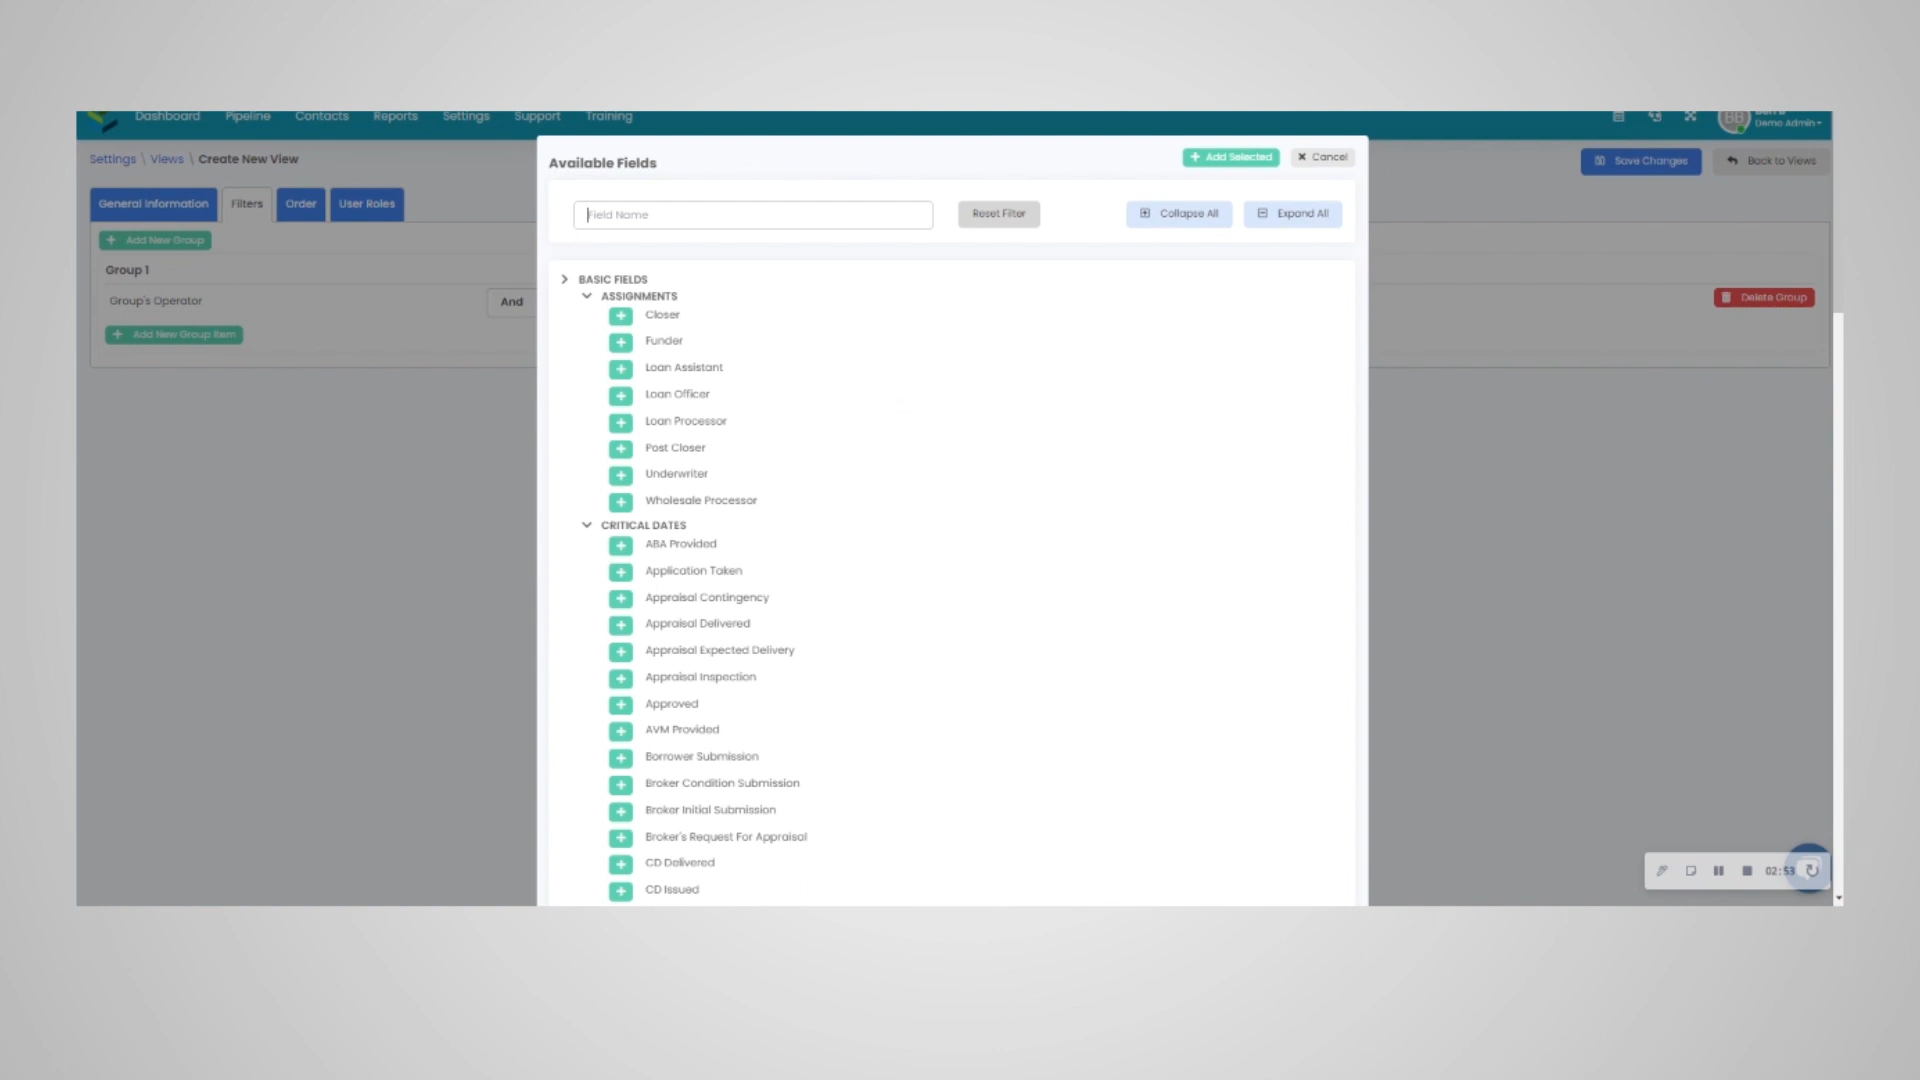 Dashboard Pipeline Contacts Reports Settings Support Training
BB Demo Admin
Settings \ Views \ Create New View
Save Changes Back to Views
General Information Filters Order User Roles
Add New Group
Group 1
Group's Operator And
Delete Group
Add New Group Item
Available Fields
Add Selected Cancel
Field Name Reset Filter Collapse All Expand All
BASIC FIELDS
ASSIGNMENTS
Closer
Funder
Loan Assistant
Loan Officer
Loan Processor
Post Closer
Underwriter
Wholesale Processor
CRITICAL DATES
ABA Provided
Application Taken
Appraisal Contingency
Appraisal Delivered
Appraisal Expected Delivery
Appraisal Inspection
Approved
AVM Provided
Borrower Submission
Broker Condition Submission
Broker Initial Submission
Broker's Request For Appraisal
CD Delivered
CD Issued
02:53